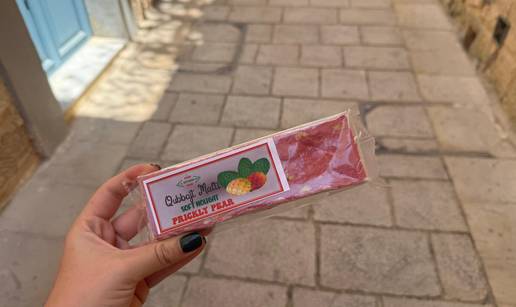 Qubbajt Malti
SOFT NOUGAT
PRICKLY PEAR